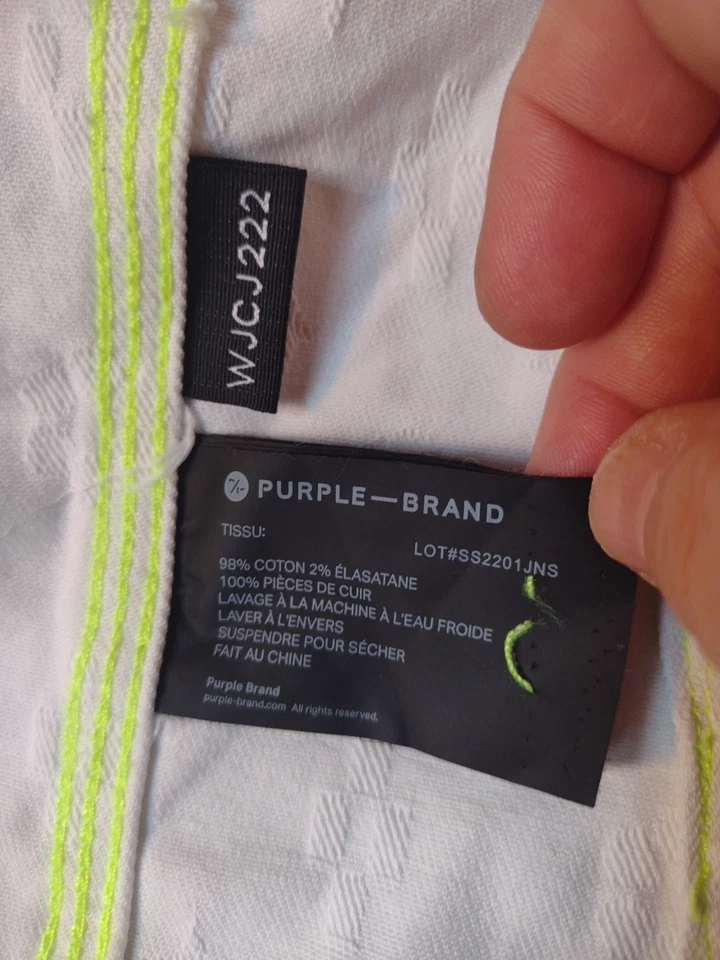 WJCJ222
PURPLE—BRAND
TISSU:
LOT#SS2201JNS
98% COTON 2% ÉLASATANE
100% PIÈCES DE CUIR
LAVAGE À LA MACHINE À L'EAU FROIDE
LAVER À L'ENVERS
SUSPENDRE POUR SÉCHER
FAIT AU CHINE
Purple Brand
purple-brand.com All rights reserved.